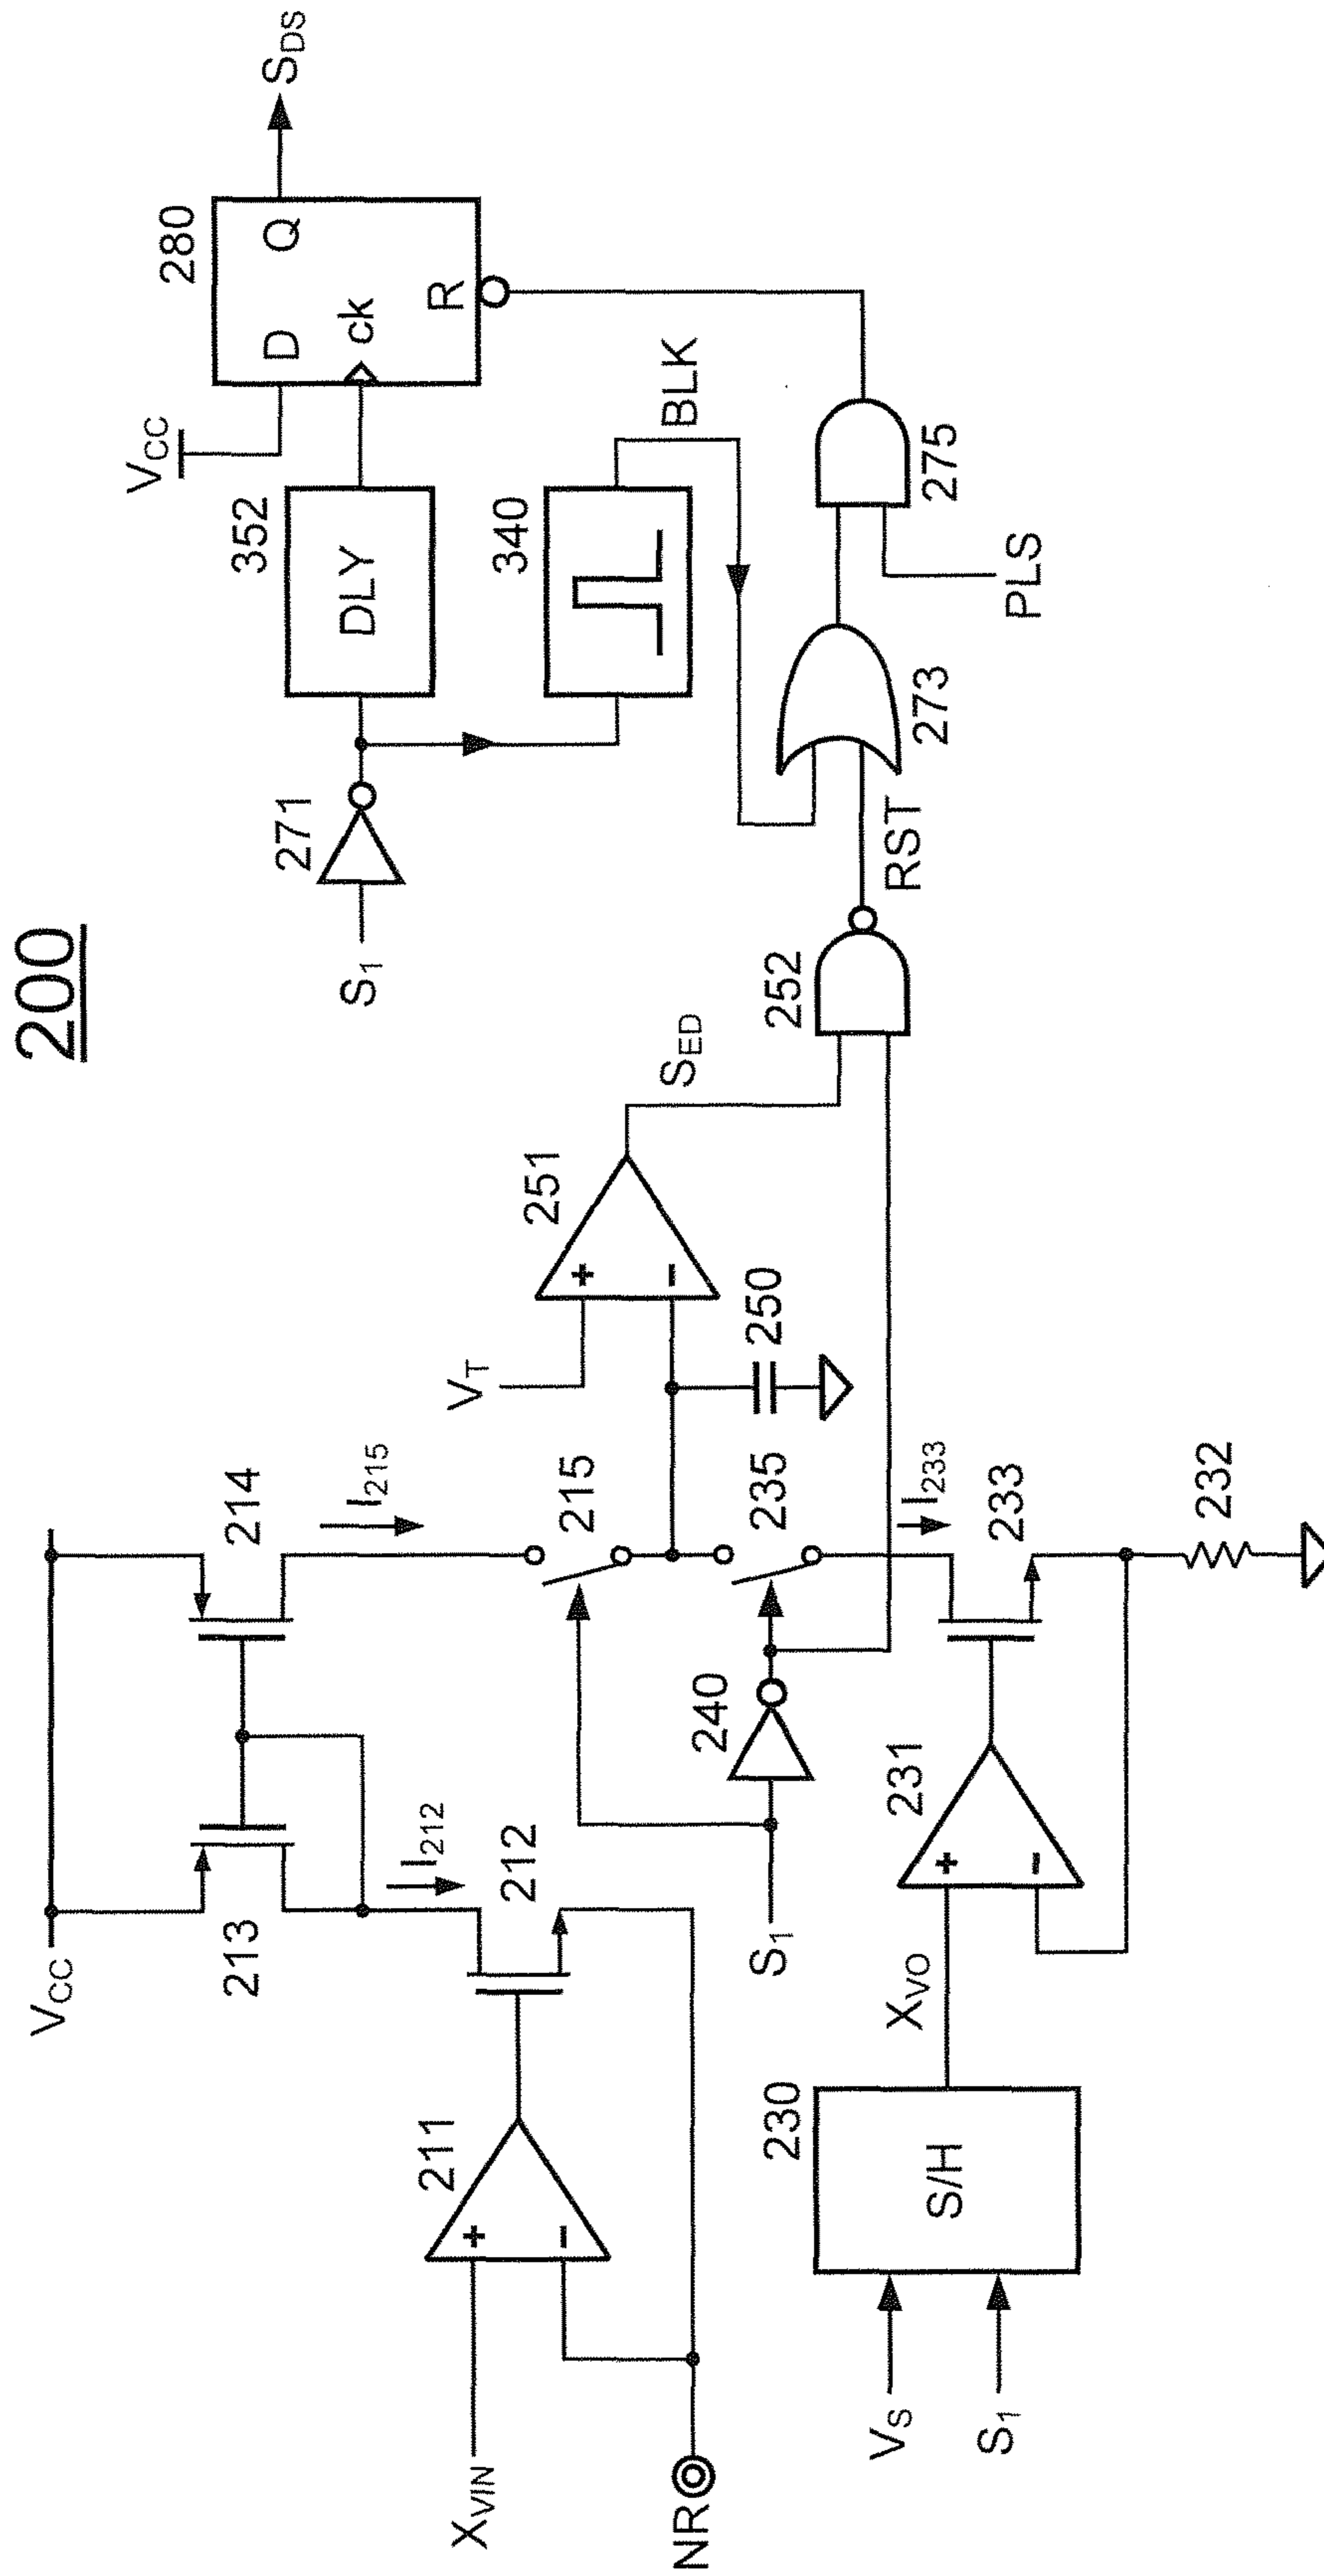 200
V_CC
213
214
I_212
I_215
X_VIN
+
−
211
212
NR
215
235
S_1
240
V_S
S_1
S/H
230
X_VO
+
−
231
I_233
233
232
V_T
+
−
251
250
S_ED
252
RST
S_1
271
DLY
352
340
BLK
273
PLS
275
V_CC
D
Q
ck
R
280
S_DS